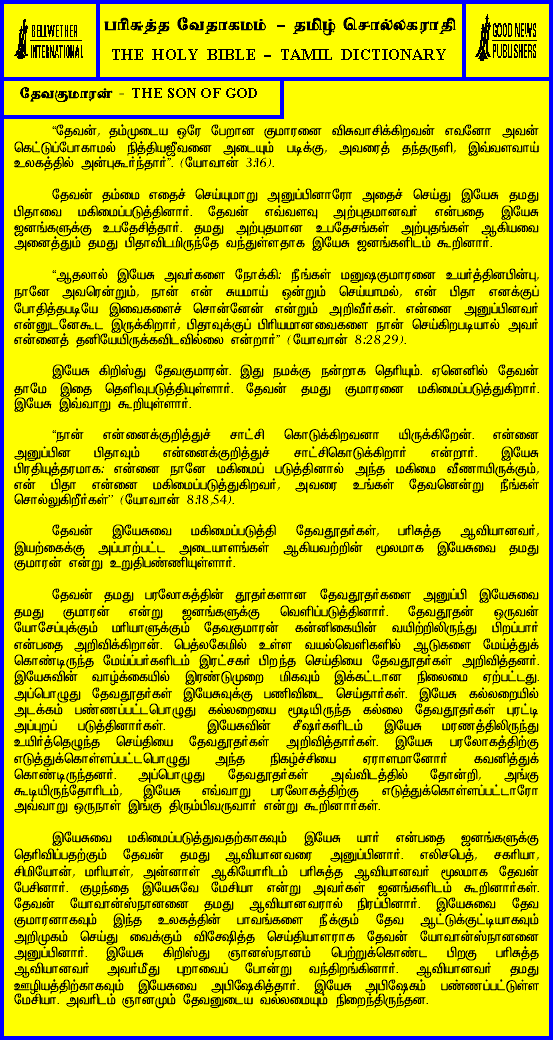 BELLWETHER
INTERNATIONAL
பரிசுத்த வேதாகமம் – தமிழ் சொல்லகராதி
THE HOLY BIBLE – TAMIL DICTIONARY
GOOD NEWS
PUBLISHERS
தேவகுமாரன் - THE SON OF GOD
“தேவன், தம்முடைய ஒரே பேறான குமாரனை விசுவாசிக்கிறவன் எவனோ அவன்
கெட்டுப்போகாமல் நித்தியஜீவனை அடையும் படிக்கு, அவரைத் தந்தருளி, இவ்வளவாய்
உலகத்தில் அன்புகூர்ந்தார்”. (யோவான் 3:16).
தேவன் தம்மை எதைச் செய்யுமாறு அனுப்பினாரோ அதைச் செய்து இயேசு தமது
பிதாவை மகிமைப்படுத்தினார். தேவன் எவ்வளவு அற்புதமானவர் என்பதை இயேசு
ஜனங்களுக்கு உபதேசித்தார். தமது அற்புதமான உபதேசங்கள் அற்புதங்கள் ஆகியவை
அனைத்தும் தமது பிதாவிடமிருந்தே வந்துள்ளதாக இயேசு ஜனங்களிடம் கூறினார்.
“ஆதலால் இயேசு அவர்களை நோக்கி: நீங்கள் மனுஷகுமாரனை உயர்த்தினபின்பு,
நானே அவரென்றும், நான் என் சுயமாய் ஒன்றும் செய்யாமல், என் பிதா எனக்குப்
போதித்தபடியே இவைகளைச் சொன்னேன் என்றும் அறிவீர்கள். என்னை அனுப்பினவர்
என்னுடனேகூட இருக்கிறார், பிதாவுக்குப் பிரியமானவைகளை நான் செய்கிறபடியால் அவர்
என்னைத் தனியேயிருக்கவிடவில்லை என்றார்” (யோவான் 8:28,29).
இயேசு கிறிஸ்து தேவகுமாரன். இது நமக்கு நன்றாக தெரியும். ஏனெனில் தேவன்
தாமே இதை தெளிவுபடுத்தியுள்ளார். தேவன் தமது குமாரனை மகிமைப்படுத்துகிறார்.
இயேசு இவ்வாறு கூறியுள்ளார்.
“நான் என்னைக்குறித்துச் சாட்சி கொடுக்கிறவனா யிருக்கிறேன். என்னை
அனுப்பின பிதாவும் என்னைக்குறித்துச் சாட்சிகொடுக்கிறார் என்றார். இயேசு
பிரதியுத்தரமாக: என்னை நானே மகிமைப் படுத்தினால் அந்த மகிமை வீணாயிருக்கும்,
என் பிதா என்னை மகிமைப்படுத்துகிறவர், அவரை உங்கள் தேவனென்று நீங்கள்
சொல்லுகிறீர்கள்” (யோவான் 8:18,54).
தேவன் இயேசுவை மகிமைப்படுத்தி தேவதூதர்கள், பரிசுத்த ஆவியானவர்,
இயற்கைக்கு அப்பாற்பட்ட அடையாளங்கள் ஆகியவற்றின் மூலமாக இயேசுவை தமது
குமாரன் என்று உறுதிபண்ணியுள்ளார்.
தேவன் தமது பரலோகத்தின் தூதர்களான தேவதூதர்களை அனுப்பி இயேசுவை
தமது குமாரன் என்று ஜனங்களுக்கு வெளிப்படுத்தினார். தேவதூதன் ஒருவன்
யோசேப்புக்கும் மரியாளுக்கும் தேவகுமாரன் கன்னிகையின் வயிற்றிலிருந்து பிறப்பார்
என்பதை அறிவிக்கிறான். பெத்லகேமில் உள்ள வயல்வெளிகளில் ஆடுகளை மேய்த்துக்
கொண்டிருந்த மேய்ப்பர்களிடம் இரட்சகர் பிறந்த செய்தியை தேவதூதர்கள் அறிவித்தனர்.
இயேசுவின் வாழ்க்கையில் இரண்டுமுறை மிகவும் இக்கட்டான நிலைமை ஏற்பட்டது.
அப்பொழுது தேவதூதர்கள் இயேசுவுக்கு பணிவிடை செய்தார்கள். இயேசு கல்லறையில்
அடக்கம் பண்ணப்பட்டபொழுது கல்லறையை மூடியிருந்த கல்லை தேவதூதர்கள் புரட்டி
அப்புறப் படுத்தினார்கள். இயேசுவின் சீஷர்களிடம் இயேசு மரணத்திலிருந்து
உயிர்த்தெழுந்த செய்தியை தேவதூதர்கள் அறிவித்தார்கள். இயேசு பரலோகத்திற்கு
எடுத்துக்கொள்ளப்பட்டபொழுது அந்த நிகழ்ச்சியை ஏராளமானோர் கவனித்துக்
கொண்டிருந்தனர். அப்பொழுது தேவதூதர்கள் அவ்விடத்தில் தோன்றி, அங்கு
கூடியிருந்தோரிடம், இயேசு எவ்வாறு பரலோகத்திற்கு எடுத்துக்கொள்ளப்பட்டாரோ
அவ்வாறு ஒருநாள் இங்கு திரும்பிவருவார் என்று கூறினார்கள்.
இயேசுவை மகிமைப்படுத்துவதற்காகவும் இயேசு யார் என்பதை ஜனங்களுக்கு
தெரிவிப்பதற்கும் தேவன் தமது ஆவியானவரை அனுப்பினார். எலிசபெத், சகரியா,
சிமியோன், மரியாள், அன்னாள் ஆகியோரிடம் பரிசுத்த ஆவியானவர் மூலமாக தேவன்
பேசினார். குழந்தை இயேசுவே மேசியா என்று அவர்கள் ஜனங்களிடம் கூறினார்கள்.
தேவன் யோவான்ஸ்நானனை தமது ஆவியானவரால் நிரப்பினார். இயேசுவை தேவ
குமாரனாகவும் இந்த உலகத்தின் பாவங்களை நீக்கும் தேவ ஆட்டுக்குட்டியாகவும்
அறிமுகம் செய்து வைக்கும் விசேஷித்த செய்தியாளராக தேவன் யோவான்ஸ்நானனை
அனுப்பினார். இயேசு கிறிஸ்து ஞானஸ்நானம் பெற்றுக்கொண்ட பிறகு பரிசுத்த
ஆவியானவர் அவர்மீது புறாவைப் போன்று வந்திறங்கினார். ஆவியானவர் தமது
ஊழியத்திற்காகவும் இயேசுவை அபிஷேகித்தார். இயேசு அபிஷேகம் பண்ணப்பட்டுள்ள
மேசியா. அவரிடம் ஞானமும் தேவனுடைய வல்லமையும் நிறைந்திருந்தன.